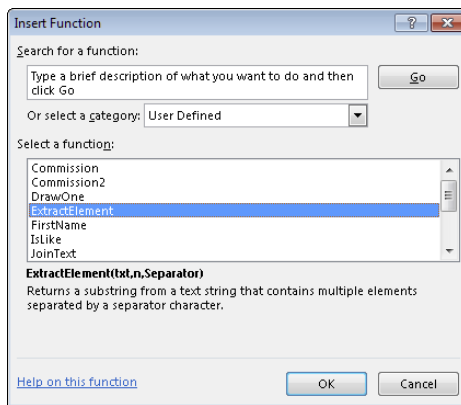 Insert Function
Search for a function:
Type a brief description of what you want to do and then
click Go
Go
Or select a category: User Defined
Select a function:
Commission
Commission2
DrawOne
ExtractElement
FirstName
IsLike
JoinText
ExtractElement(txt,n,Separator)
Returns a substring from a text string that contains multiple elements
separated by a separator character.
Help on this function
OK
Cancel